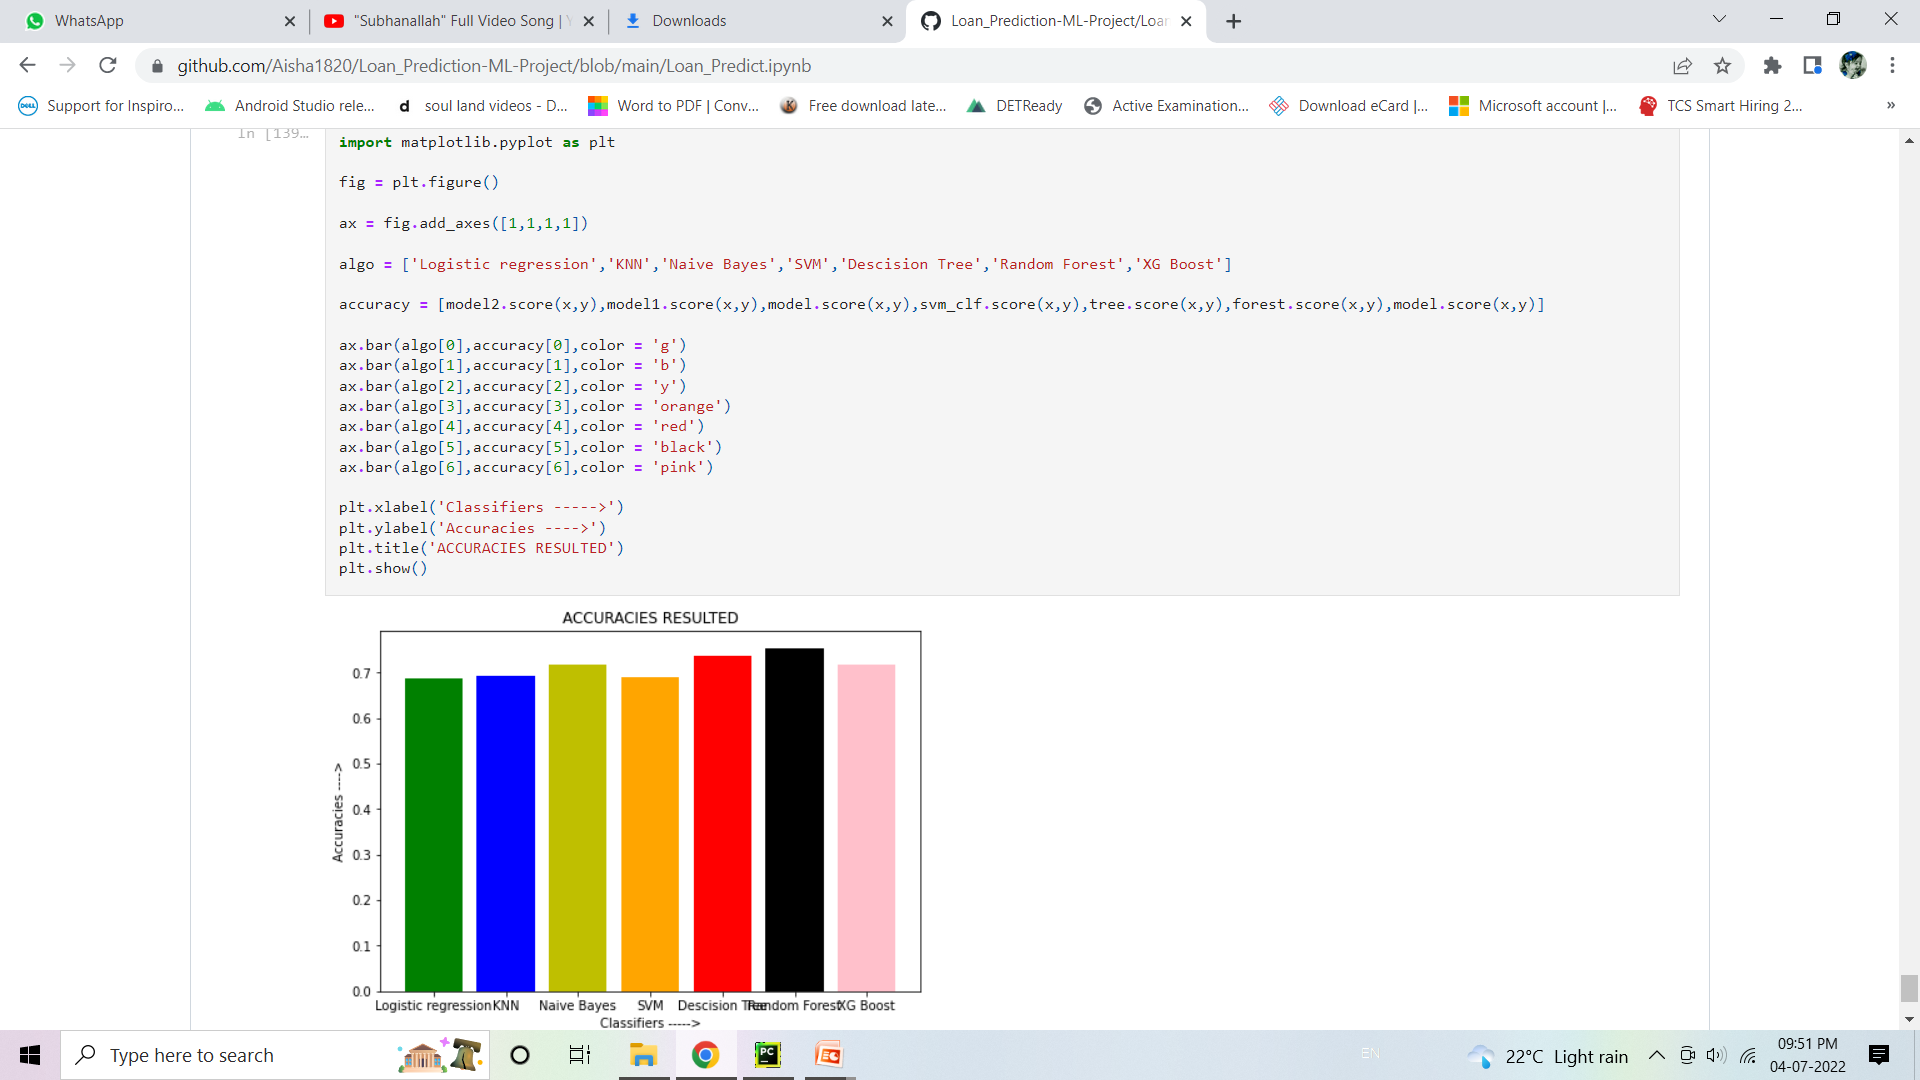 WhatsApp
"Subhanallah" Full Video Song |
Downloads
Loan_Prediction-ML-Project/Loan
github.com/Aisha1820/Loan_Prediction-ML-Project/blob/main/Loan_Predict.ipynb
Support for Inspiro...
Android Studio rele...
soul land videos - D...
Word to PDF | Conv...
Free download late...
DETReady
Active Examination...
Download eCard |...
Microsoft account |...
TCS Smart Hiring 2...
»
In [139...
import matplotlib.pyplot as plt
fig = plt.figure()
ax = fig.add_axes([1,1,1,1])
algo = ['Logistic regression','KNN','Naive Bayes','SVM','Descision Tree','Random Forest','XG Boost']
accuracy = [model2.score(x,y),model1.score(x,y),model.score(x,y),svm_clf.score(x,y),tree.score(x,y),forest.score(x,y),model.score(x,y)]
ax.bar(algo[0],accuracy[0],color = 'g')
ax.bar(algo[1],accuracy[1],color = 'b')
ax.bar(algo[2],accuracy[2],color = 'y')
ax.bar(algo[3],accuracy[3],color = 'orange')
ax.bar(algo[4],accuracy[4],color = 'red')
ax.bar(algo[5],accuracy[5],color = 'black')
ax.bar(algo[6],accuracy[6],color = 'pink')
plt.xlabel('Classifiers ----->')
plt.ylabel('Accuracies ---->')
plt.title('ACCURACIES RESULTED')
plt.show()
ACCURACIES RESULTED
Accuracies ---->
0.7
0.6
0.5
0.4
0.3
0.2
0.1
0.0
Logistic regression KNN Naive Bayes SVM Descision Tree Random Forest XG Boost
Classifiers ----->
Type here to search
EN
22°C Light rain
09:51 PM
04-07-2022